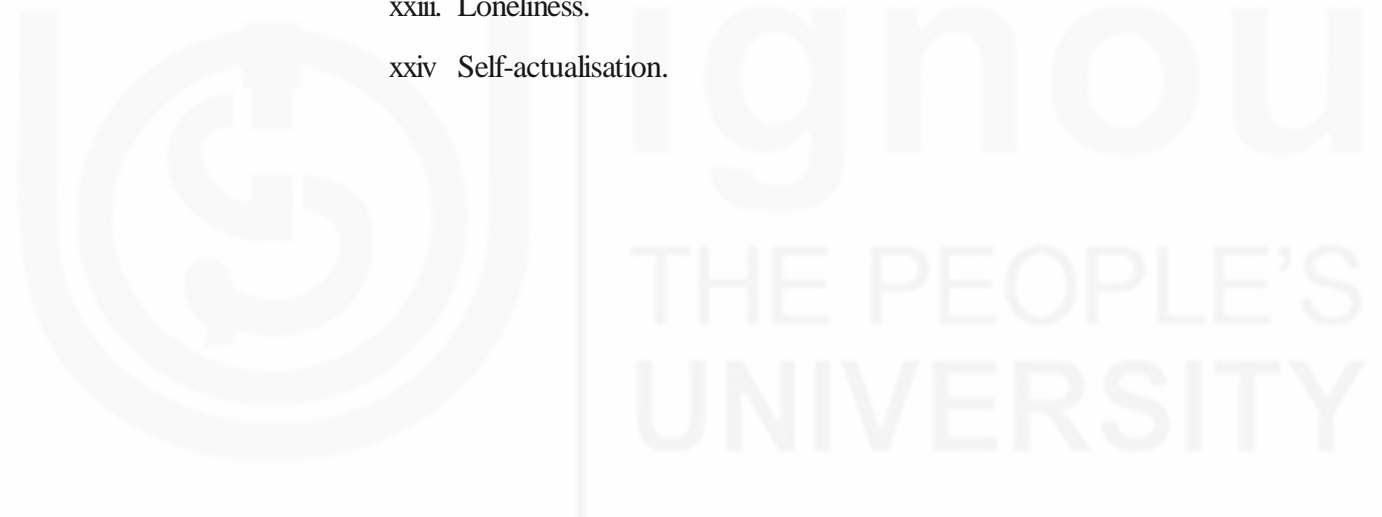 xxiii. Loneliness.
xxiv Self-actualisation.
ignou
THE PEOPLE'S
UNIVERSITY